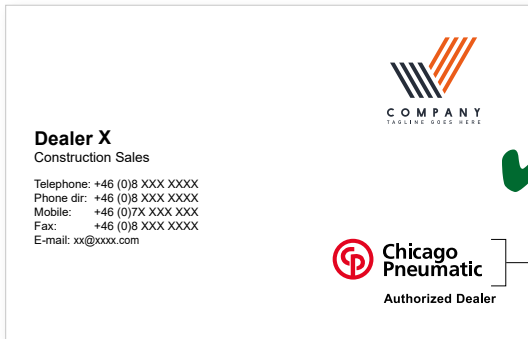 COMPANY
TAGLINE GOES HERE
Dealer X
Construction Sales
Telephone: +46 (0)8 XXX XXXX
Phone dir: +46 (0)8 XXX XXXX
Mobile: +46 (0)7X XXX XXX
Fax: +46 (0)8 XXX XXXX
E-mail: xx@xxxx.com
CP
Chicago
Pneumatic
Authorized Dealer